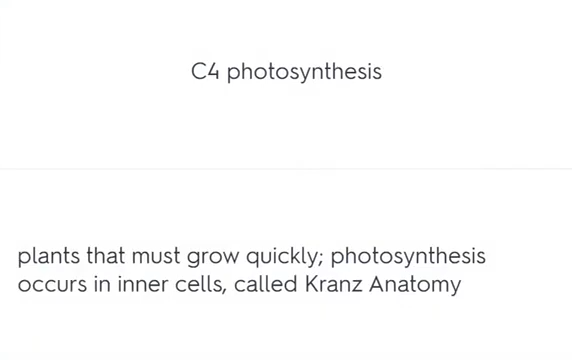 C4 photosynthesis
plants that must grow quickly; photosynthesis
occurs in inner cells, called Kranz Anatomy